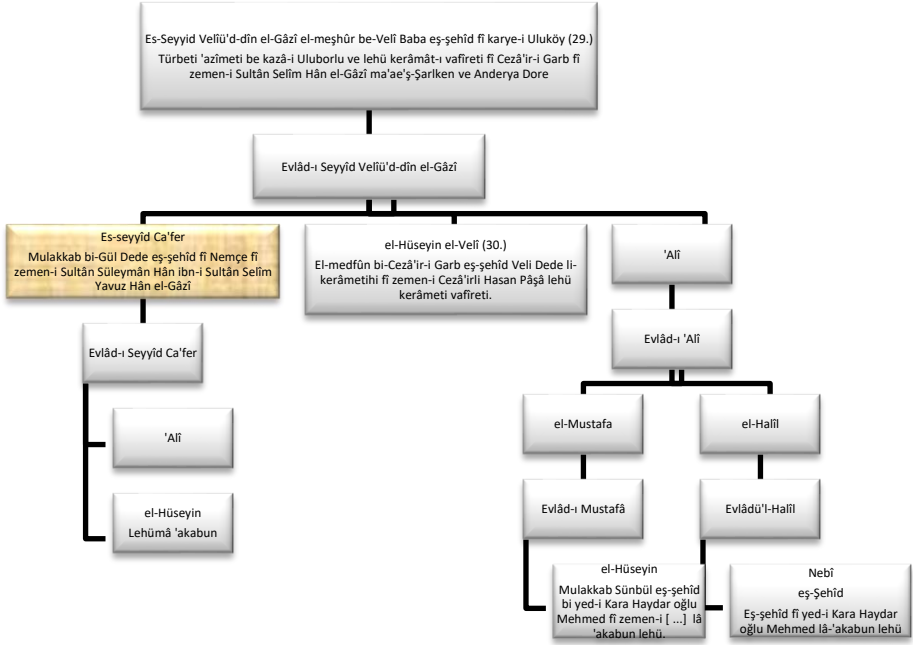 Es-Seyyid Velîü'd-dîn el-Gâzî el-meşhûr be-Velî Baba eş-şehîd fî karye-i Uluköy (29.)
Türbeti 'azîmeti be kazâ-i Uluborlu ve lehü kerâmât-ı vafîreti fî Cezâ'ir-i Garb fî
zemen-i Sultân Selîm Hân el-Gâzî ma'ae'ş-Şarlken ve Anderya Dore
Evlâd-ı Seyyîd Velîü'd-dîn el-Gâzî
Es-seyyîd Ca'fer
Mulakkab bi-Gül Dede eş-şehîd fî Nemçe fî
zemen-i Sultân Süleymân Hân ibn-i Sultân Selîm
Yavuz Hân el-Gâzî
el-Hüseyin el-Velî (30.)
El-medfûn bi-Cezâ'ir-i Garb eş-şehîd Veli Dede li-
kerâmetihi fî zemen-i Cezâ'irli Hasan Pâşâ lehü
kerâmeti vafîreti.
'Alî
Evlâd-ı Seyyîd Ca'fer
Evlâd-ı 'Alî
'Alî
el-Mustafa
el-Halîl
el-Hüseyin
Lehümâ 'akabun
Evlâd-ı Mustafâ
Evlâdü'l-Halîl
el-Hüseyin
Mulakkab Sünbül eş-şehîd
bi yed-i Kara Haydar oğlu
Mehmed fî zemen-i [ ...] lâ
'akabun lehü.
Nebî
eş-Şehîd
Eş-şehîd fî yed-i Kara Haydar
oğlu Mehmed lâ-'akabun lehü